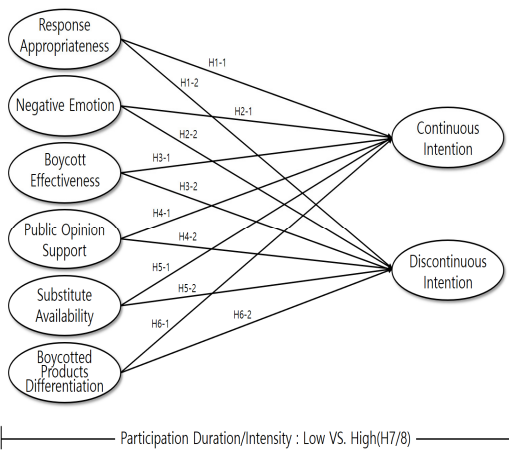 Response
Appropriateness
H1-1
H1-2
Negative Emotion
H2-1
H2-2
Continuous
Intention
Boycott
Effectiveness
H3-1
H3-2
Public Opinion
Support
H4-1
H4-2
Discontinuous
Intention
Substitute
Availability
H5-1
H5-2
Boycotted
Products
Differentiation
H6-1
H6-2
Participation Duration/Intensity : Low VS. High(H7/8)